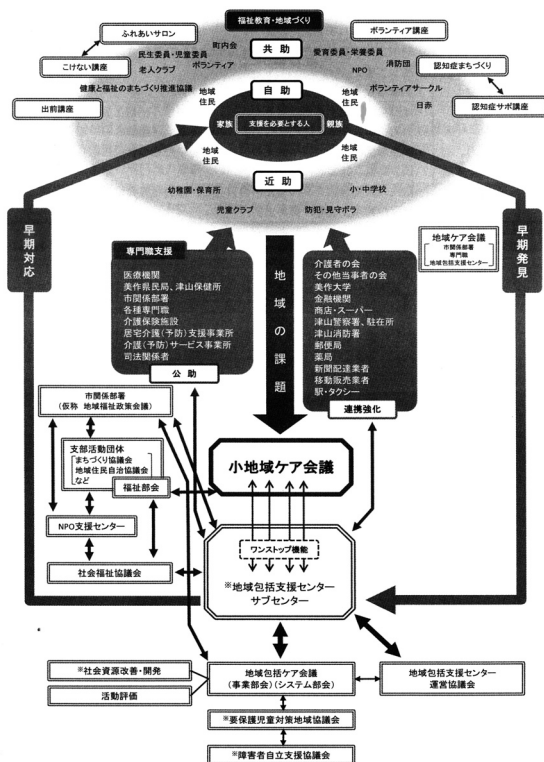 福祉教育・地域づくり
ふれあいサロン
ボランティア講座
町内会
民生委員・児童委員
共助
愛育委員・栄養委員
消防団
こけない講座
ボランティア
老人クラブ
NPO
認知症まちづくり
健康と福祉のまちづくり推進協議
地域
住民
自助
地域
住民
ボランティアサークル
出前講座
日赤
認知症サポ講座
家族
支援を必要とする人
親族
地域
住民
地域
住民
近助
幼稚園・保育所
小・中学校
児童クラブ
防犯・見守ボラ
早期対応
早期発見
地域ケア会議
市関係部署
専門職
地域包括支援センター
専門職支援
医療機関
美作県民局、津山保健所
市関係部署
各種専門職
介護保険施設
居宅介護(予防)支援事業所
介護(予防)サービス事業所
司法関係者
公助
地域の課題
介護者の会
その他当事者の会
美作大学
金融機関
商店・スーパー
津山警察署、駐在所
津山消防署
郵便局
薬局
新聞配達業者
移動販売業者
駅・タクシー
連携強化
市関係部署
(仮称 地域福祉政策会議)
支部活動団体
まちづくり協議会
地域住民自治協議会
など
福祉部会
NPO支援センター
社会福祉協議会
小地域ケア会議
ワンストップ機能
※地域包括支援センター
サブセンター
※社会資源改善・開発
活動評価
地域包括ケア会議
(事業部会)(システム部会)
地域包括支援センター
運営協議会
※要保護児童対策地域協議会
※障害者自立支援協議会